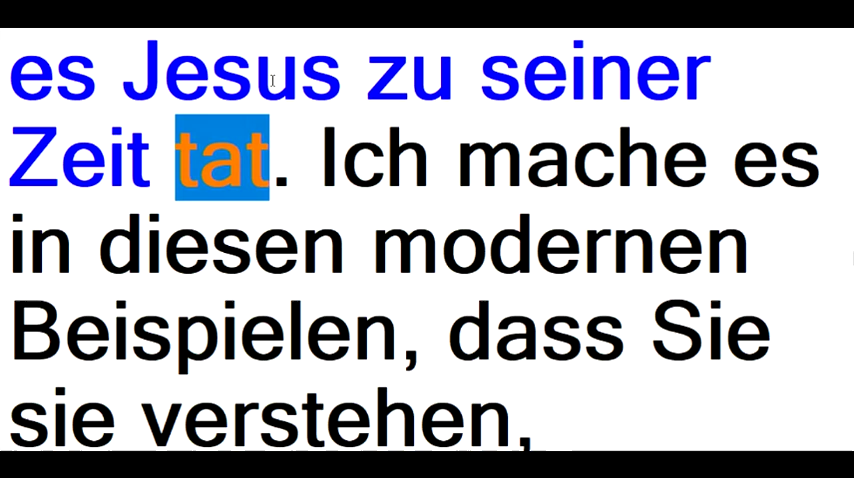 es Jesus zu seiner
Zeit tat. Ich mache es
in diesen modernen
Beispielen, dass Sie
sie verstehen,